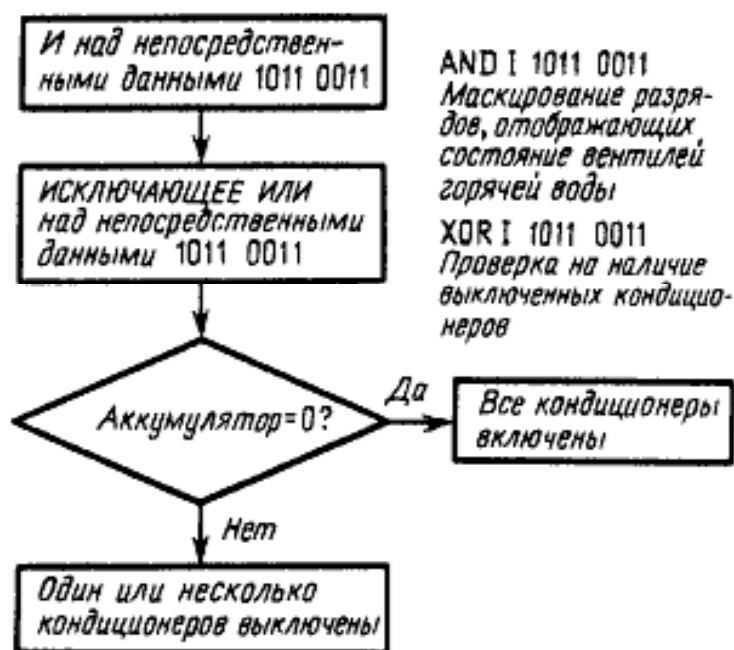 И над непосредствен-
ными данными 1011 0011
ИСКЛЮЧАЮЩЕЕ ИЛИ
над непосредственными
данными 1011 0011
Аккумулятор=0?
Да
Все кондиционеры
включены
Нет
Один или несколько
кондиционеров выключены
AND I 1011 0011
Маскирование разря-
дов, отображающих
состояние вентилей
горячей воды
XOR I 1011 0011
Проверка на наличие
выключенных кондицио-
неров